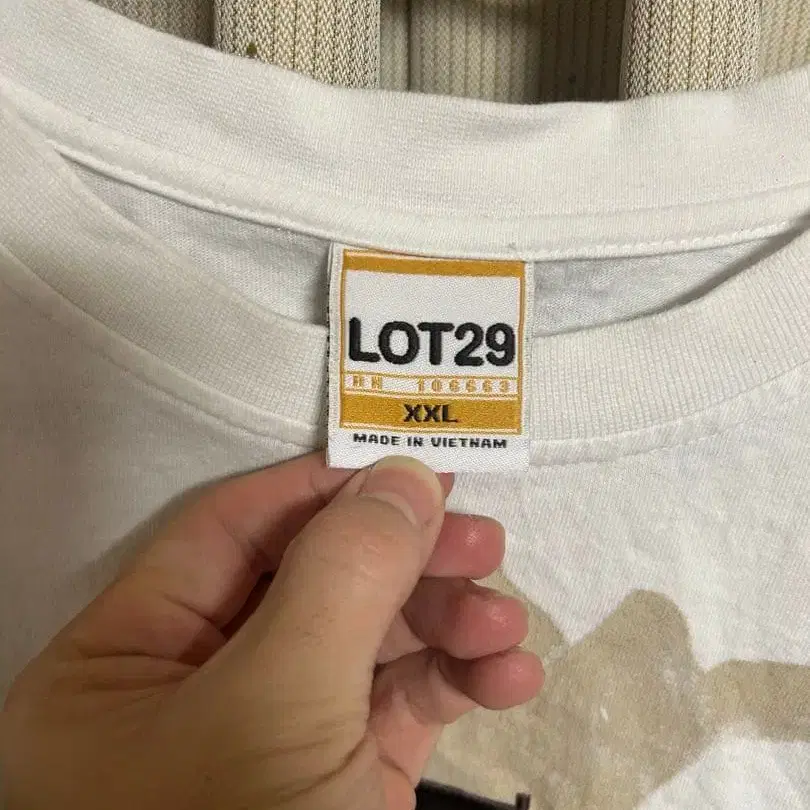 LOT29
RN 106663
XXL
MADE IN VIETNAM